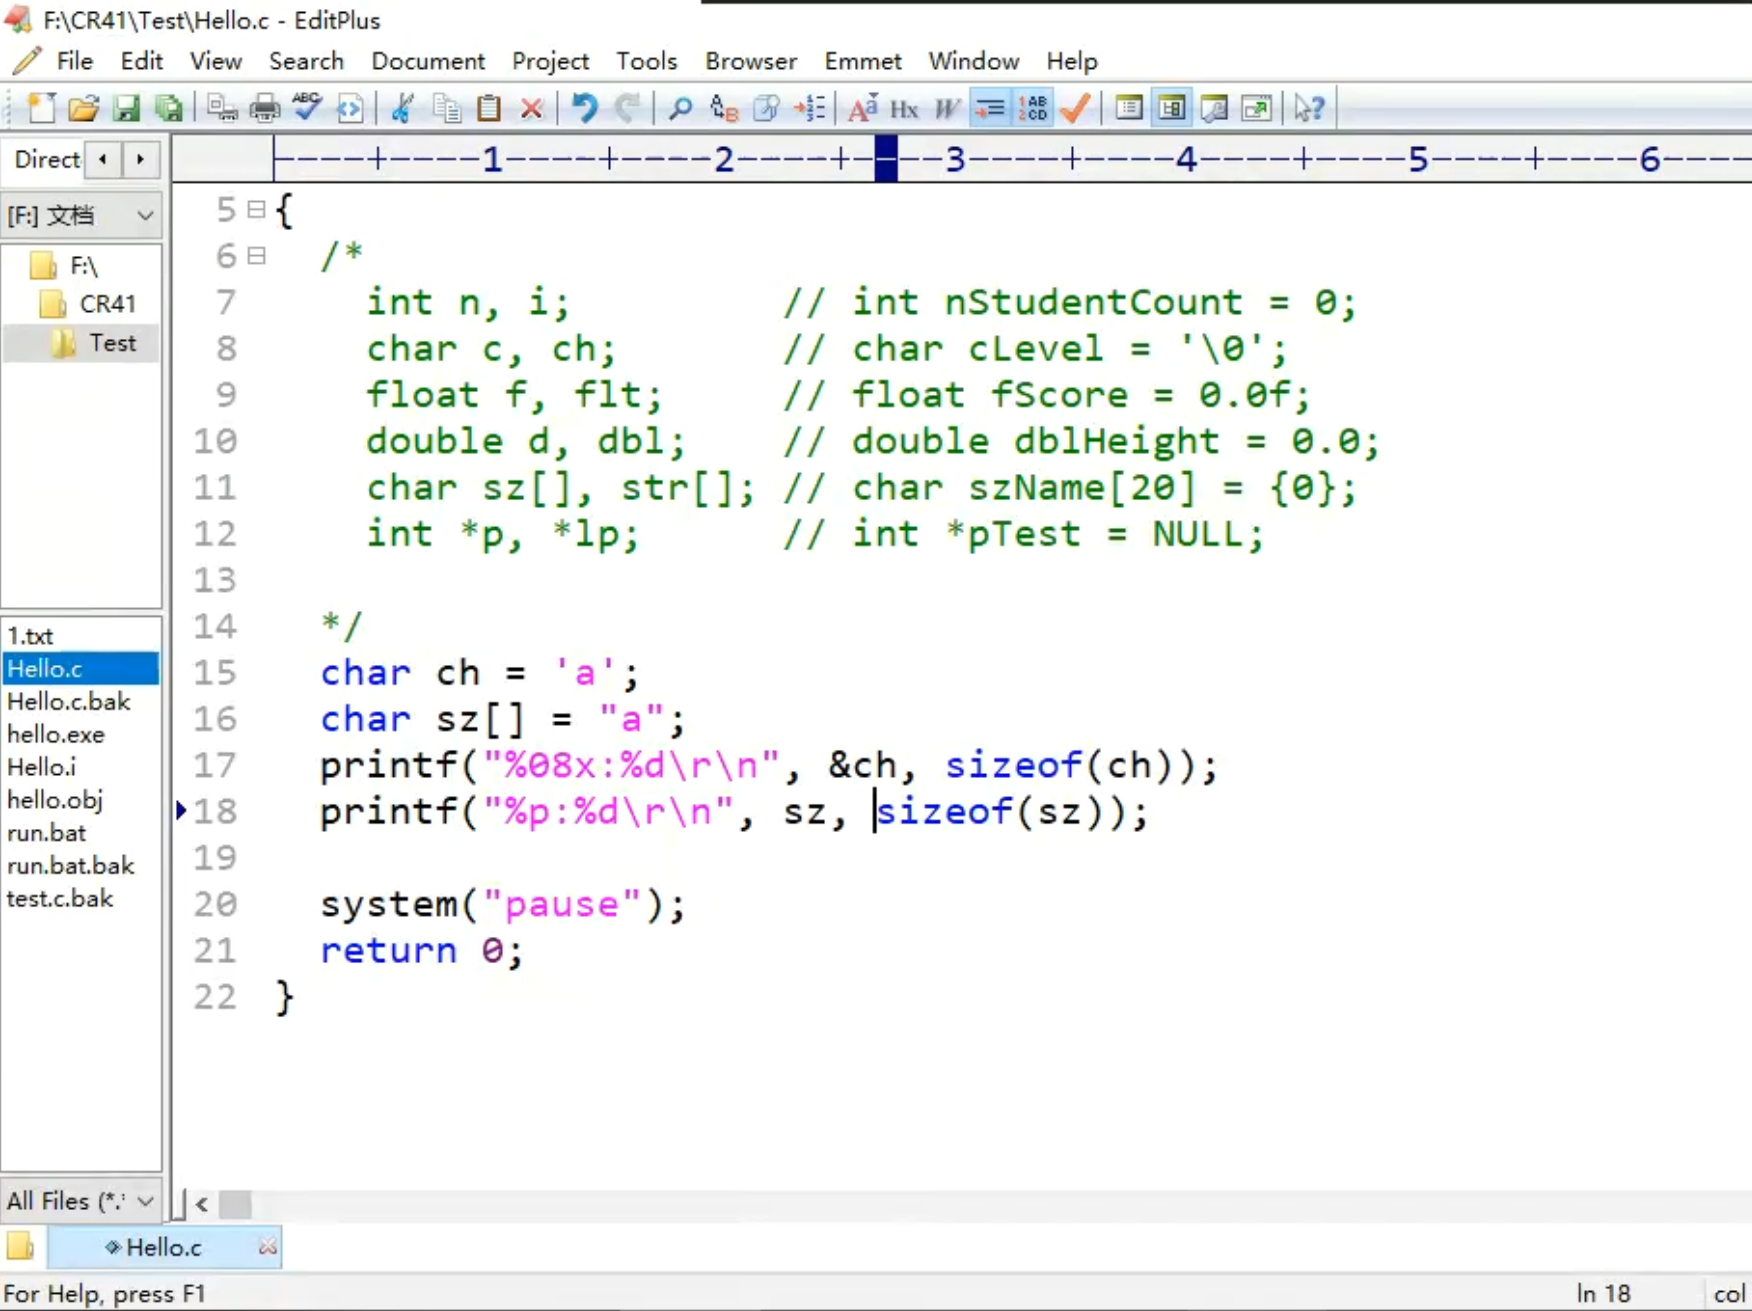 F:\CR41\Test\Hello.c - EditPlus
File Edit View Search Document Project Tools Browser Emmet Window Help
Direct
----+----1----+----2----+----3----+----4----+----5----+----6----
[F:] 文档
F:\
CR41
Test
1.txt
Hello.c
Hello.c.bak
hello.exe
Hello.i
hello.obj
run.bat
run.bat.bak
test.c.bak
All Files (*.*
5 {
6 /*
7 int n, i; // int nStudentCount = 0;
8 char c, ch; // char cLevel = '\0';
9 float f, flt; // float fScore = 0.0f;
10 double d, dbl; // double dblHeight = 0.0;
11 char sz[], str[]; // char szName[20] = {0};
12 int *p, *lp; // int *pTest = NULL;
13
14 */
15 char ch = 'a';
16 char sz[] = "a";
17 printf("%08x:%d\r\n", &ch, sizeof(ch));
18 printf("%p:%d\r\n", sz, sizeof(sz));
19
20 system("pause");
21 return 0;
22 }
Hello.c
For Help, press F1
ln 18
col